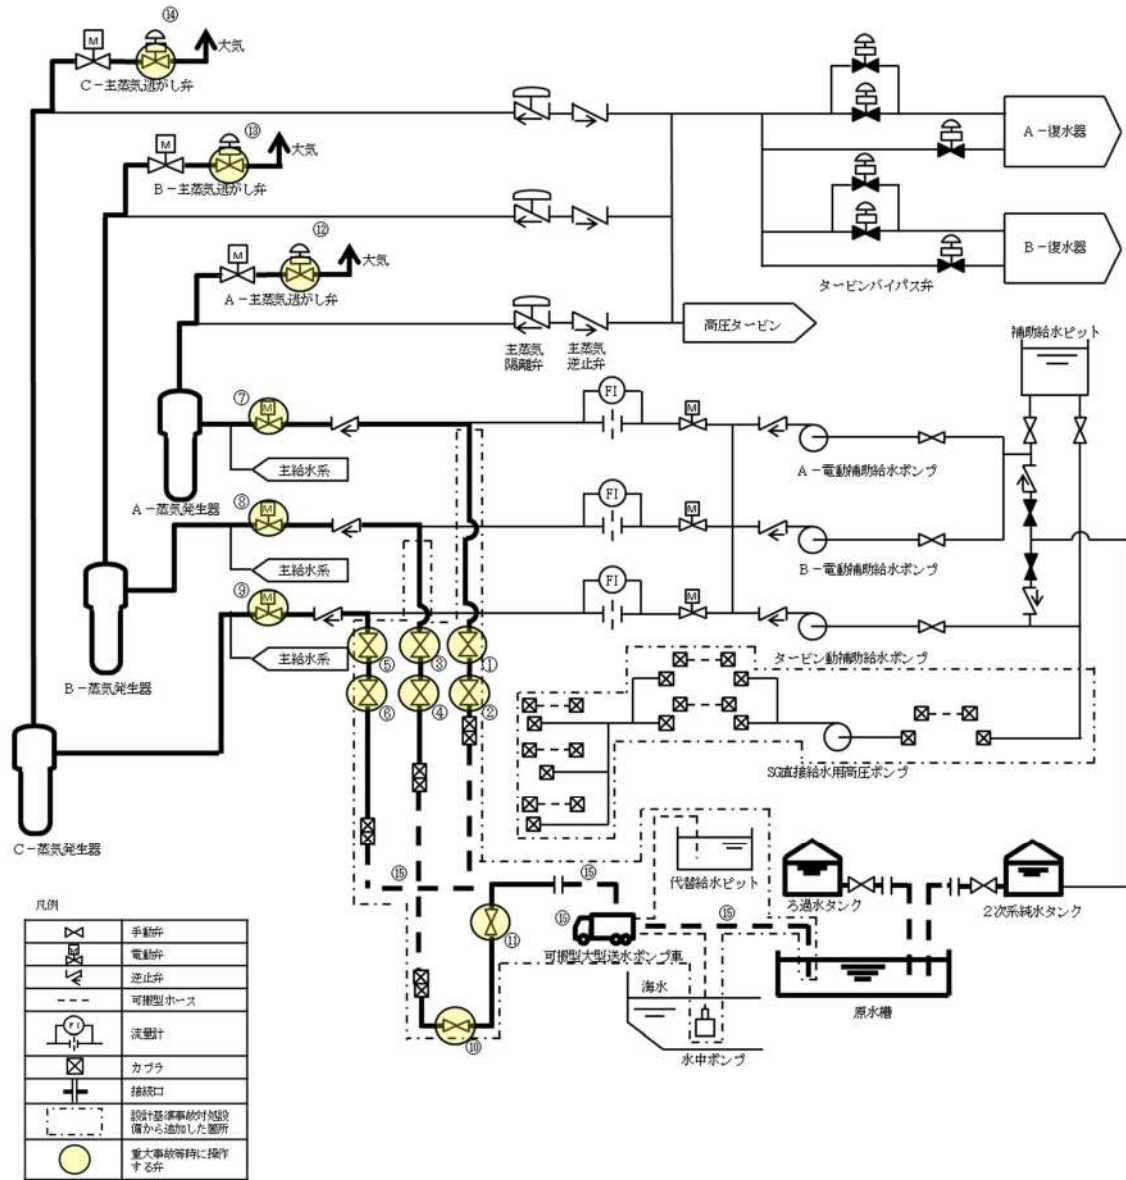 ⑭
M
大気
C－主蒸気逃がし弁
⑬
M
大気
B－主蒸気逃がし弁
⑫
M
大気
A－主蒸気逃がし弁
A－復水器
B－復水器
タービンバイパス弁
高圧タービン
主蒸気
隔離弁
主蒸気
逆止弁
補助給水ピット
⑦
M
FI
M
主給水系
A－電動補助給水ポンプ
A－蒸気発生器
⑧
M
FI
M
主給水系
B－電動補助給水ポンプ
⑨
M
FI
M
主給水系
タービン動補助給水ポンプ
B－蒸気発生器
⑤
③
①
⑥
④
②
SG直接給水用高圧ポンプ
C－蒸気発生器
⑮
⑮
代替給水ピット
ろ過水タンク
2次系純水タンク
⑯
⑮
⑪
可搬型大型送水ポンプ車
海水
原水槽
⑩
水中ポンプ
凡例
手動弁
M
電動弁
逆止弁
可搬型ホース
FI
流量計
カプラ
接続口
設計基準事故対処設
備から追加した箇所
重大事故等時に操作
する弁